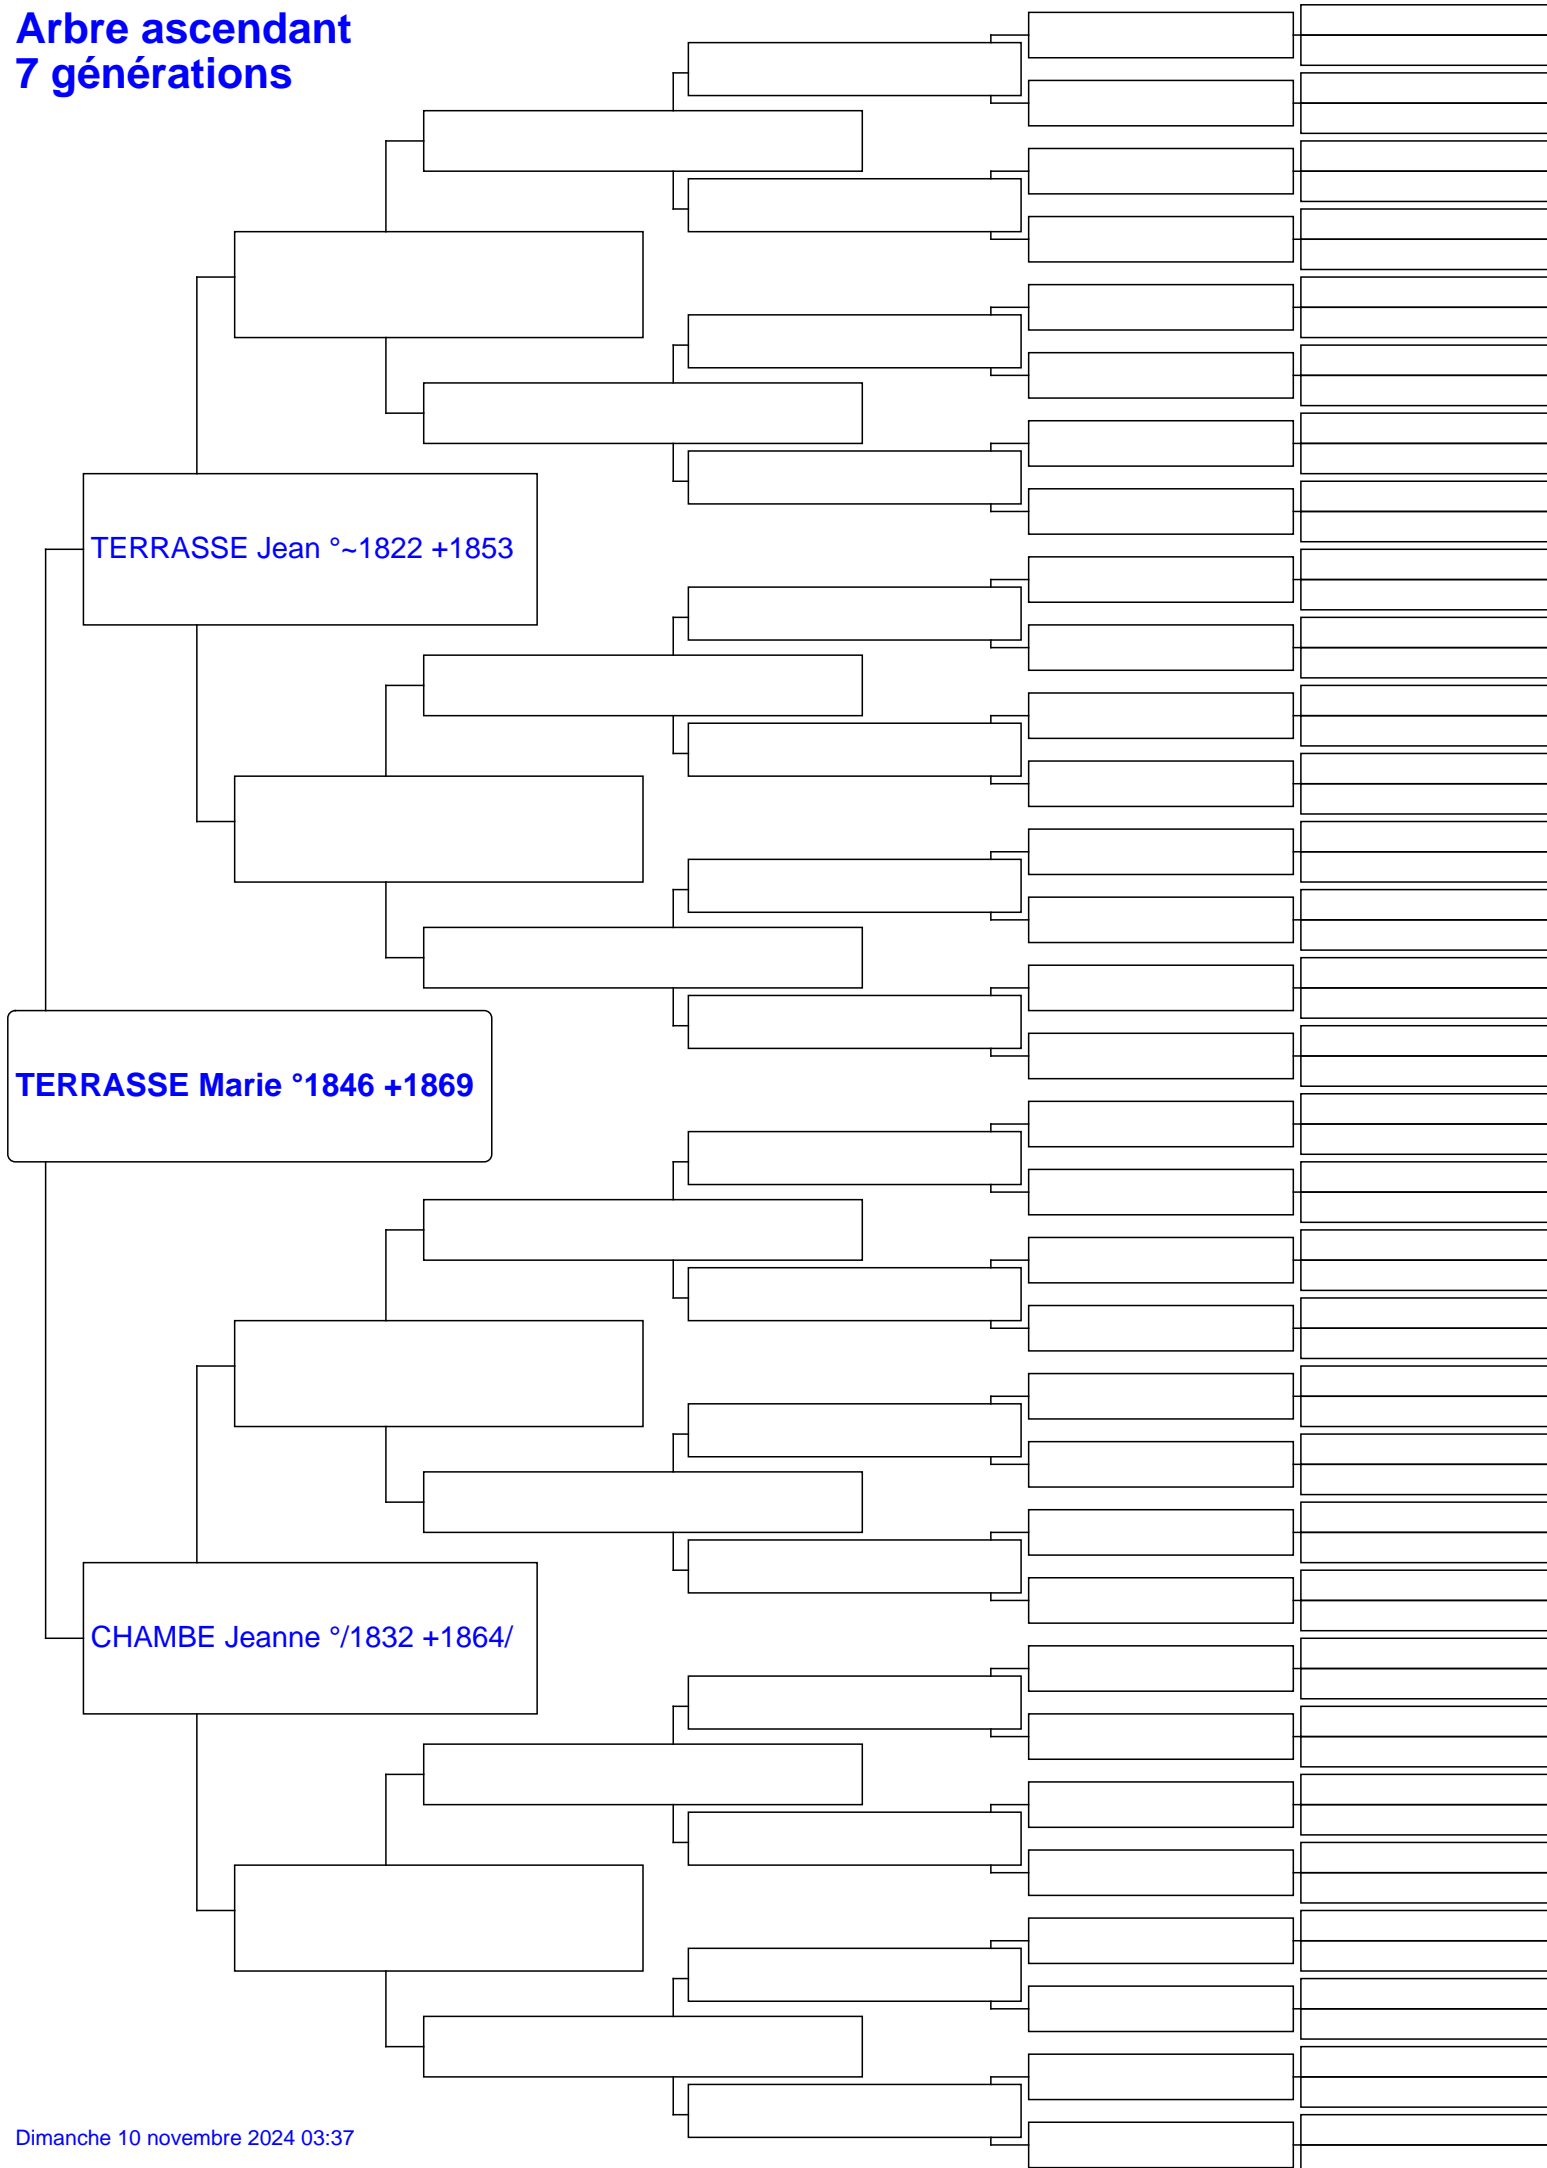 Arbre ascendant
7 générations
TERRASSE Jean °~1822 +1853
TERRASSE Marie °1846 +1869
CHAMBE Jeanne °/1832 +1864/
Dimanche 10 novembre 2024 03:37